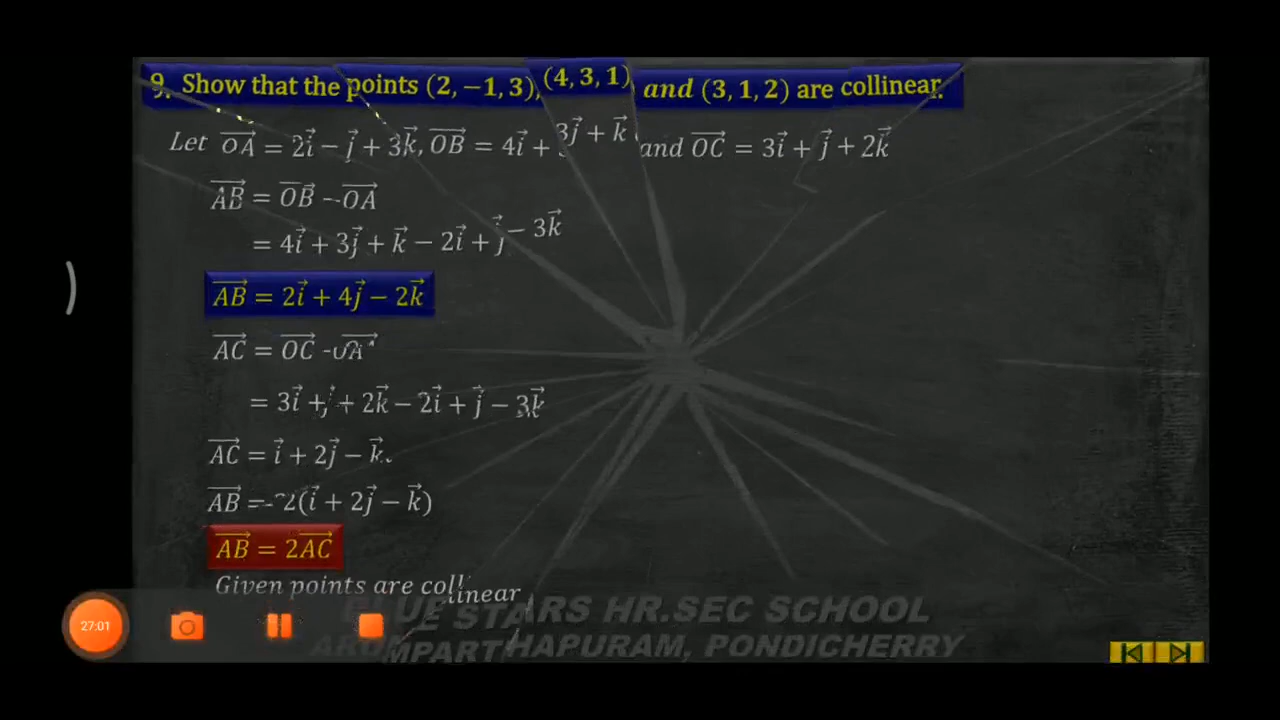 9. Show that the points (2, −1, 3), (4, 3, 1) and (3, 1, 2) are collinear.
Let OA⃗ = 2i⃗ − j⃗ + 3k⃗, OB⃗ = 4i⃗ + 3j⃗ + k⃗ and OC⃗ = 3i⃗ + j⃗ + 2k⃗
AB⃗ = OB⃗ − OA⃗
= 4i⃗ + 3j⃗ + k⃗ − 2i⃗ + j⃗ − 3k⃗
AB⃗ = 2i⃗ + 4j⃗ − 2k⃗
AC⃗ = OC⃗ - OA⃗
= 3i⃗ + j⃗ + 2k⃗ − 2i⃗ + j⃗ − 3k⃗
AC⃗ = i⃗ + 2j⃗ − k⃗.
AB⃗ = 2(i⃗ + 2j⃗ − k⃗)
AB⃗ = 2AC⃗
Given points are collinear
27:01
STARS HR.SEC SCHOOL
PONDICHERRY